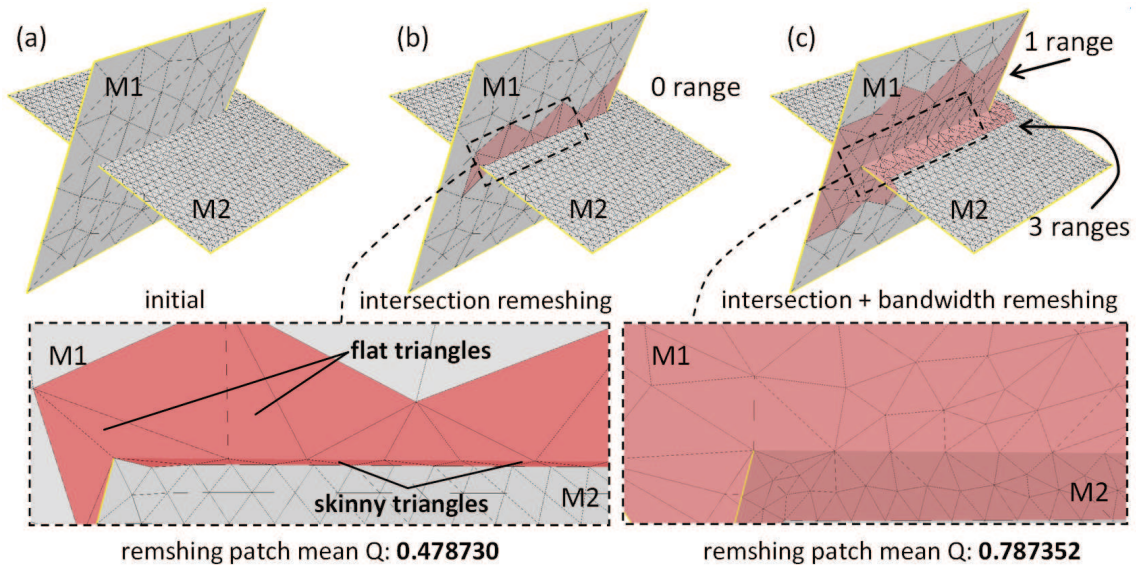 (a)
M1
M2
initial
(b)
M1
0 range
M2
intersection remeshing
(c)
1 range
M1
M2
3 ranges
intersection + bandwidth remeshing
M1
flat triangles
skinny triangles
M2
remshing patch mean Q: 0.478730
M1
M2
remshing patch mean Q: 0.787352